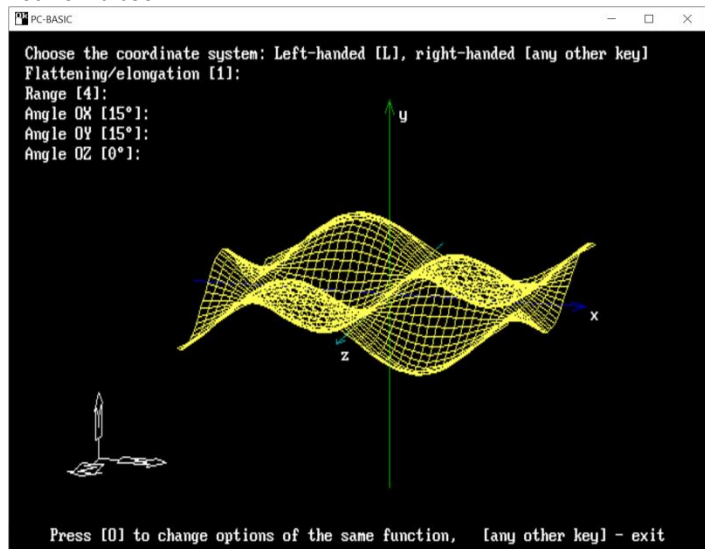 PC-BASIC
Choose the coordinate system: Left-handed [L], right-handed [any other key]
Flattening/elongation [1]:
Range [4]:
Angle OX [15°]:
Angle OY [15°]:
Angle OZ [0°]:
y
x
z
Press [O] to change options of the same function, [any other key] - exit